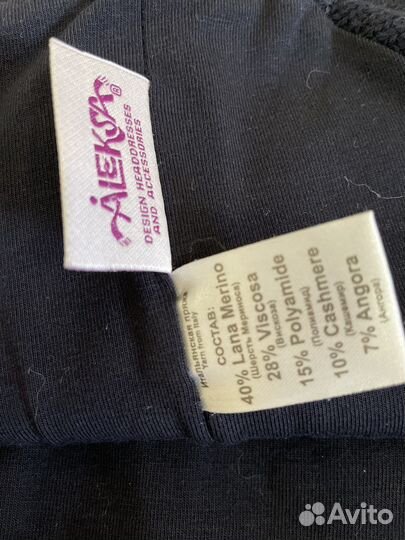 ALEKSA®
DESIGN HEADDRESSES
AND ACCESSORIES
Итальянская пряжа
Yarn from Italy
СОСТАВ:
40% Lana Merino
(Шерсть Мериноса)
28% Viscosa
(Вискоза)
15% Polyamide
(Полиамид)
10% Cashmere
(Кашемир)
7% Angora
(Ангора)
Avito